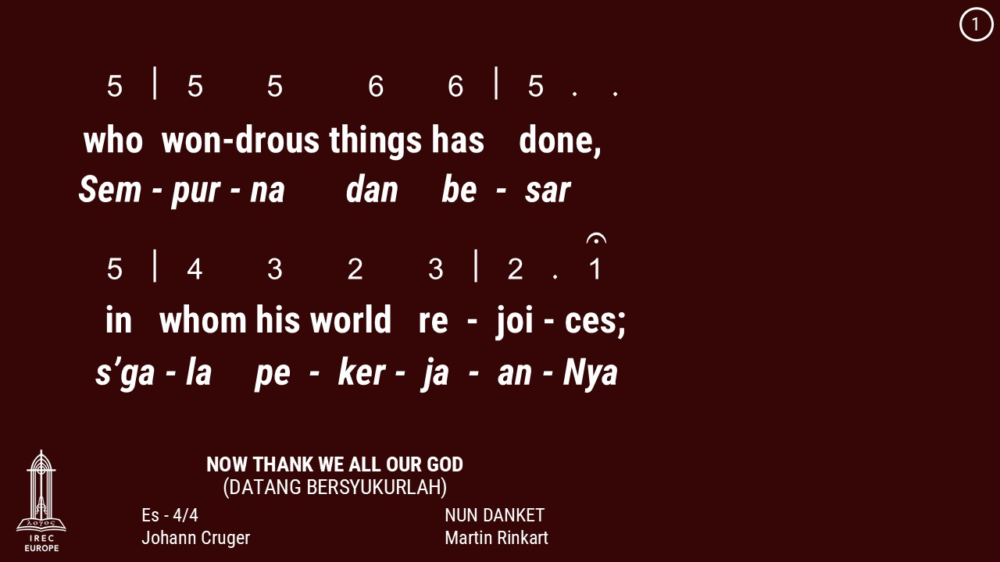 1
5 | 5 5 6 6 | 5 . .
who won-drous things has done,
Sem - pur - na dan be - sar
5 | 4 3 2 3 | 2 . 1
in whom his world re - joi - ces;
s’ga - la pe - ker - ja - an - Nya
NOW THANK WE ALL OUR GOD
(DATANG BERSYUKURLAH)
Es - 4/4 NUN DANKET
Johann Cruger Martin Rinkart
λογος
IREC
EUROPE